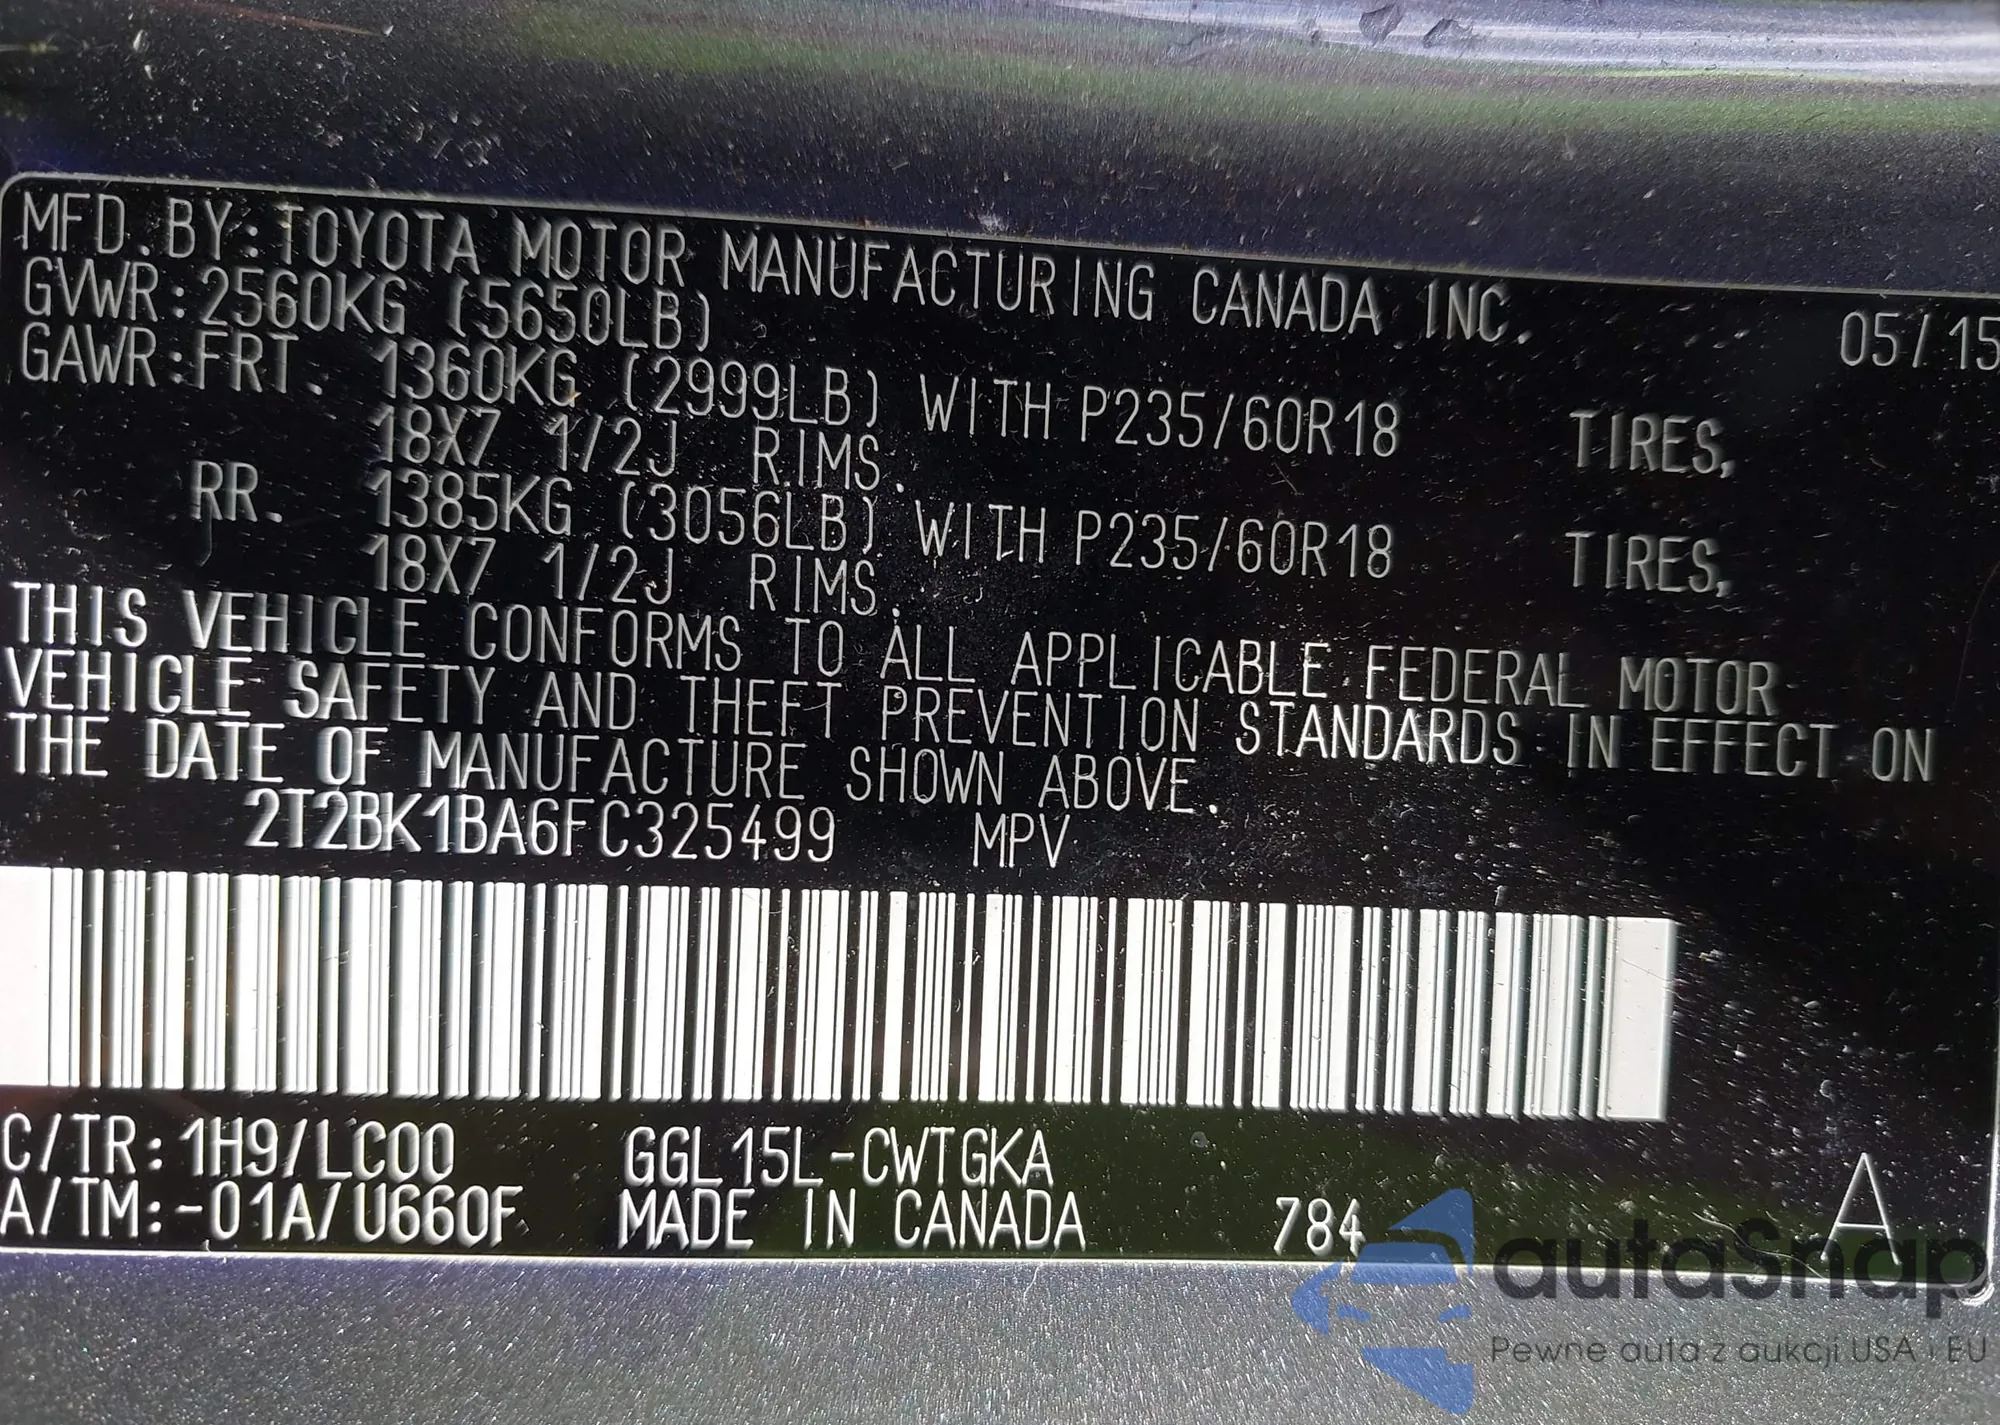 MFD.BY:TOYOTA MOTOR MANUFACTURING CANADA INC. 05/15
GVWR:2560KG (5650LB)
GAWR:FRT. 1360KG (2999LB) WITH P235/60R18 TIRES,
18X7 1/2J RIMS.
RR. 1385KG (3056LB) WITH P235/60R18 TIRES,
18X7 1/2J RIMS.
THIS VEHICLE CONFORMS TO ALL APPLICABLE FEDERAL MOTOR
VEHICLE SAFETY AND THEFT PREVENTION STANDARDS IN EFFECT ON
THE DATE OF MANUFACTURE SHOWN ABOVE.
2T2BK1BA6FC325499 MPV
C/TR:1H9/LC00 GGL15L-CWTGKA
A/TM:-01A/U660F MADE IN CANADA 784 A
autaSnap
Pewne auta z aukcji USA i EU